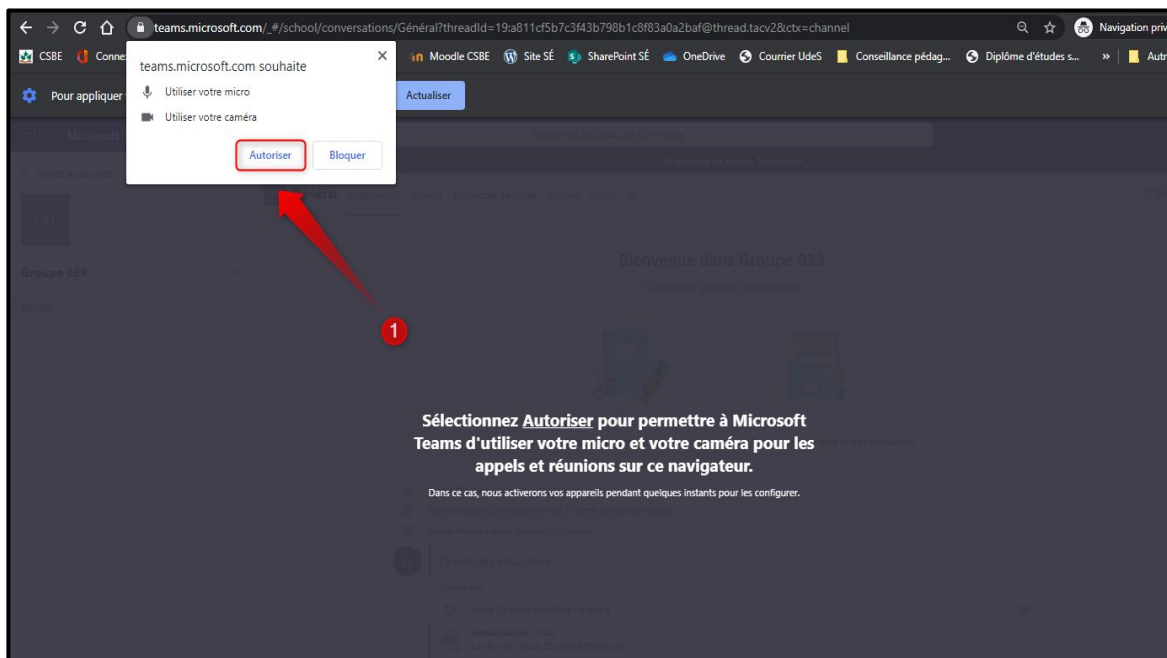 teams.microsoft.com/_#/school/conversations/Général?threadId=19:a811cf5b7c3f43b798b1c8f83a0a2baf@thread.tacv2&ctx=channel
Navigation priv
CSBE
Conne
Moodle CSBE
Site SÉ
SharePoint SÉ
OneDrive
Courrier UdeS
Conseillance pédag...
Diplôme d'études s...
»
Autr
teams.microsoft.com souhaite
Utiliser votre micro
Utiliser votre caméra
Autoriser
Bloquer
Pour appliquer
Actualiser
Microsoft
Général
Groupe 039
Bienvenue dans Groupe 039
1
Sélectionnez Autoriser pour permettre à Microsoft
Teams d'utiliser votre micro et votre caméra pour les
appels et réunions sur ce navigateur.
Dans ce cas, nous activerons vos appareils pendant quelques instants pour les configurer.